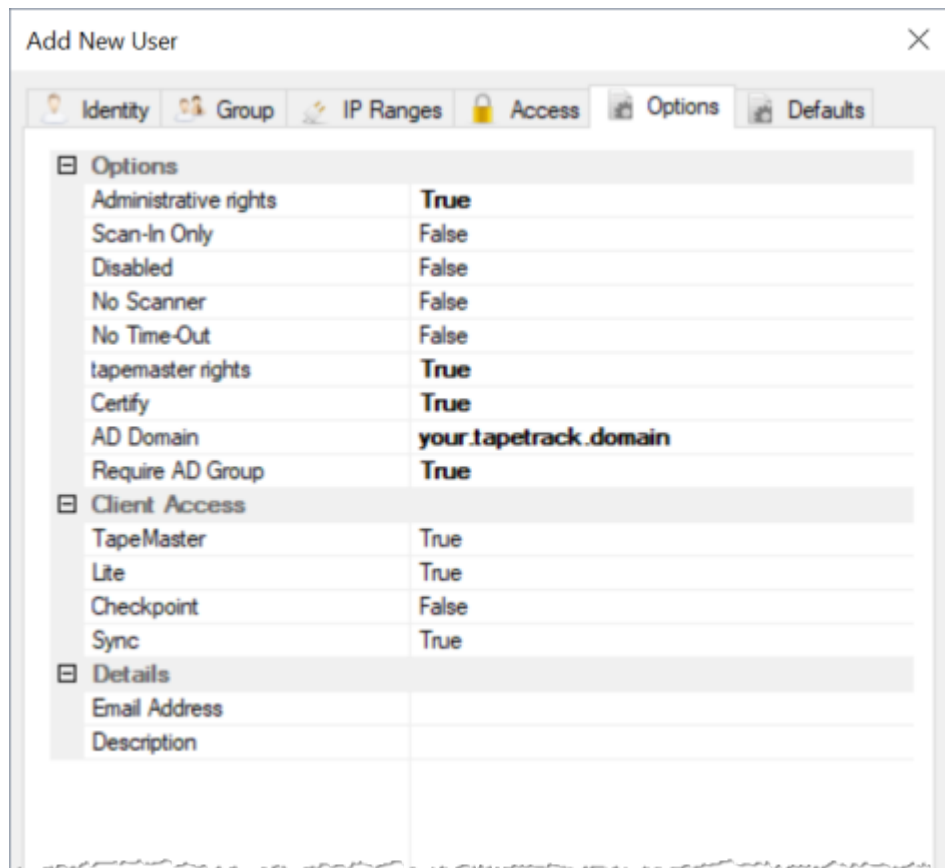 Add New User
Identity Group IP Ranges Access Options Defaults
Options
Administrative rights True
Scan-In Only False
Disabled False
No Scanner False
No Time-Out False
tapemaster rights True
Certify True
AD Domain your.tapetrack.domain
Require AD Group True
Client Access
TapeMaster True
Lite True
Checkpoint False
Sync True
Details
Email Address
Description